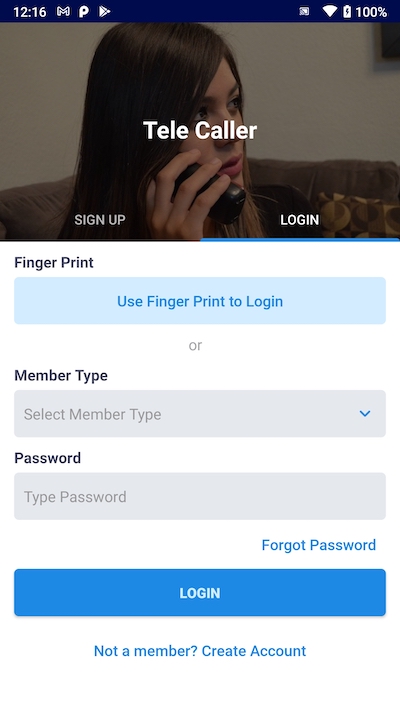 12:16
100%
Tele Caller
SIGN UP
LOGIN
Finger Print
Use Finger Print to Login
or
Member Type
Select Member Type
Password
Type Password
Forgot Password
LOGIN
Not a member? Create Account